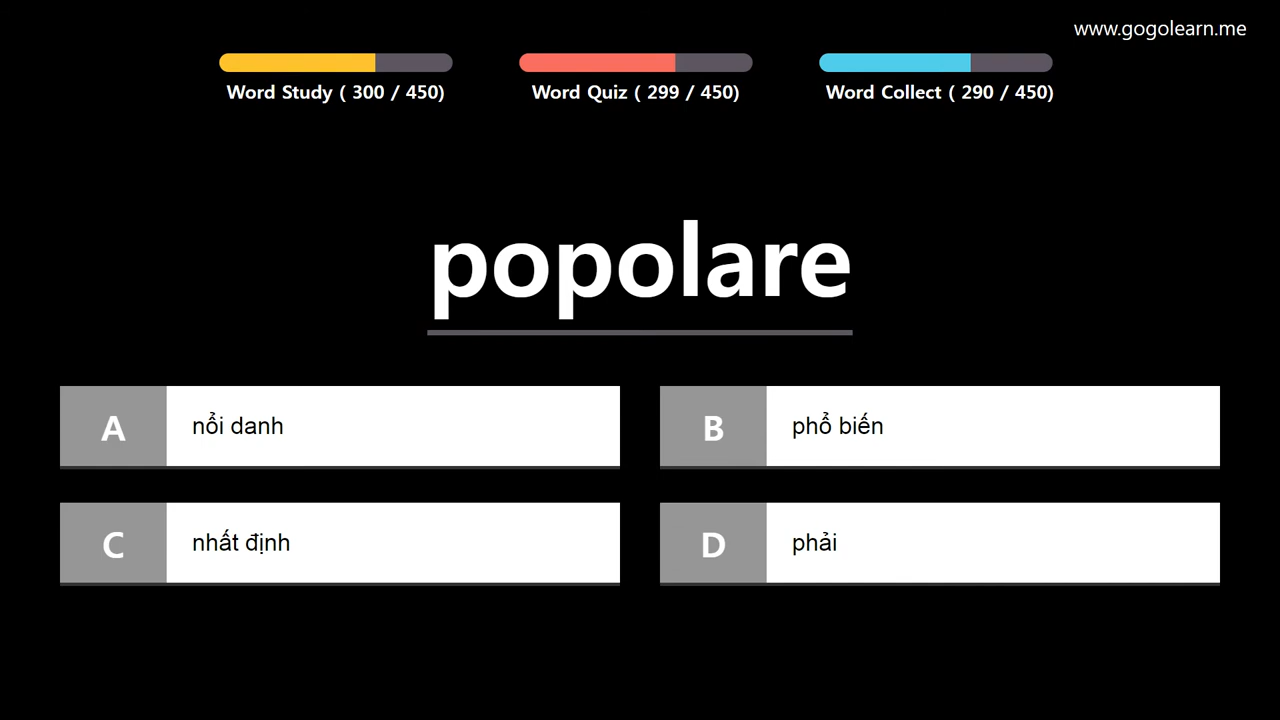 www.gogolearn.me
Word Study ( 300 / 450)
Word Quiz ( 299 / 450)
Word Collect ( 290 / 450)
popolare
A
nổi danh
B
phổ biến
C
nhất định
D
phải